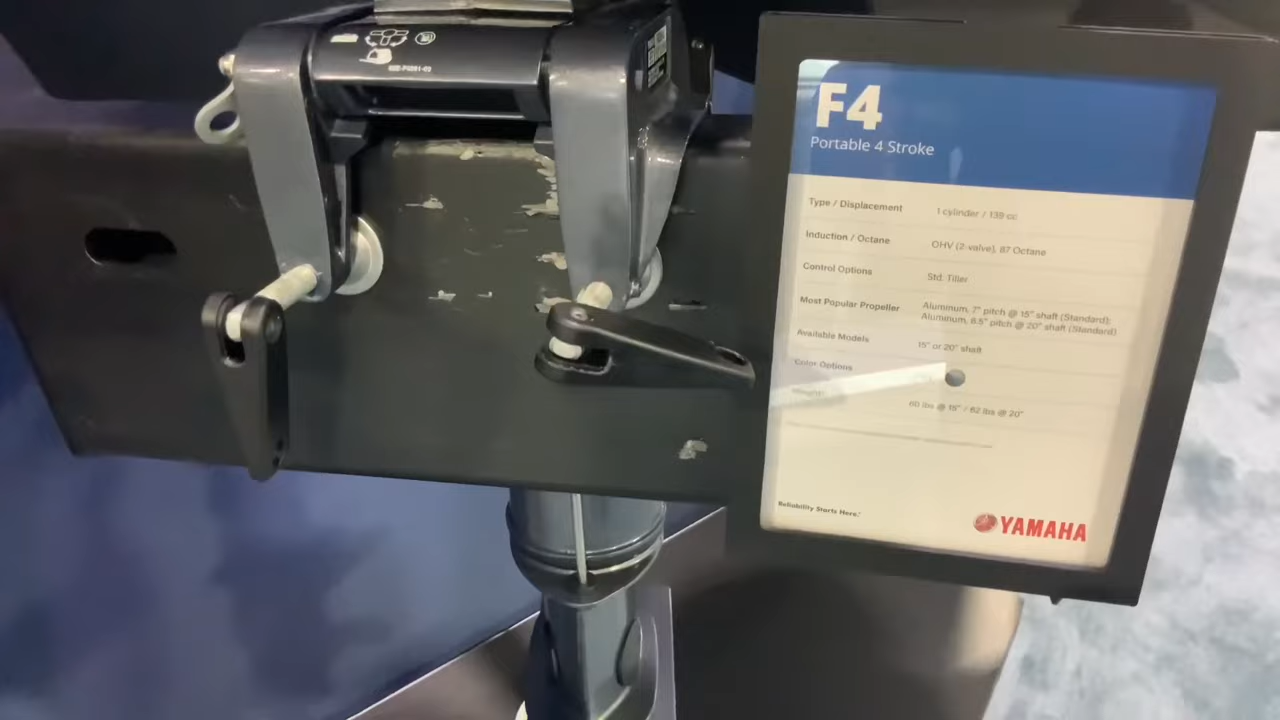 F4
Portable 4 Stroke
Type / Displacement 1 cylinder / 139 cc
Induction / Octane OHV (2-valve), 87 Octane
Control Options Std. Tiller
Most Popular Propeller Aluminum, 7" pitch @ 15" shaft (Standard);
Aluminum, 6.5" pitch @ 20" shaft (Standard)
Available Models 15" or 20" shaft
Color Options
60 lbs @ 15" / 62 lbs @ 20"
Reliability Starts Here.
YAMAHA